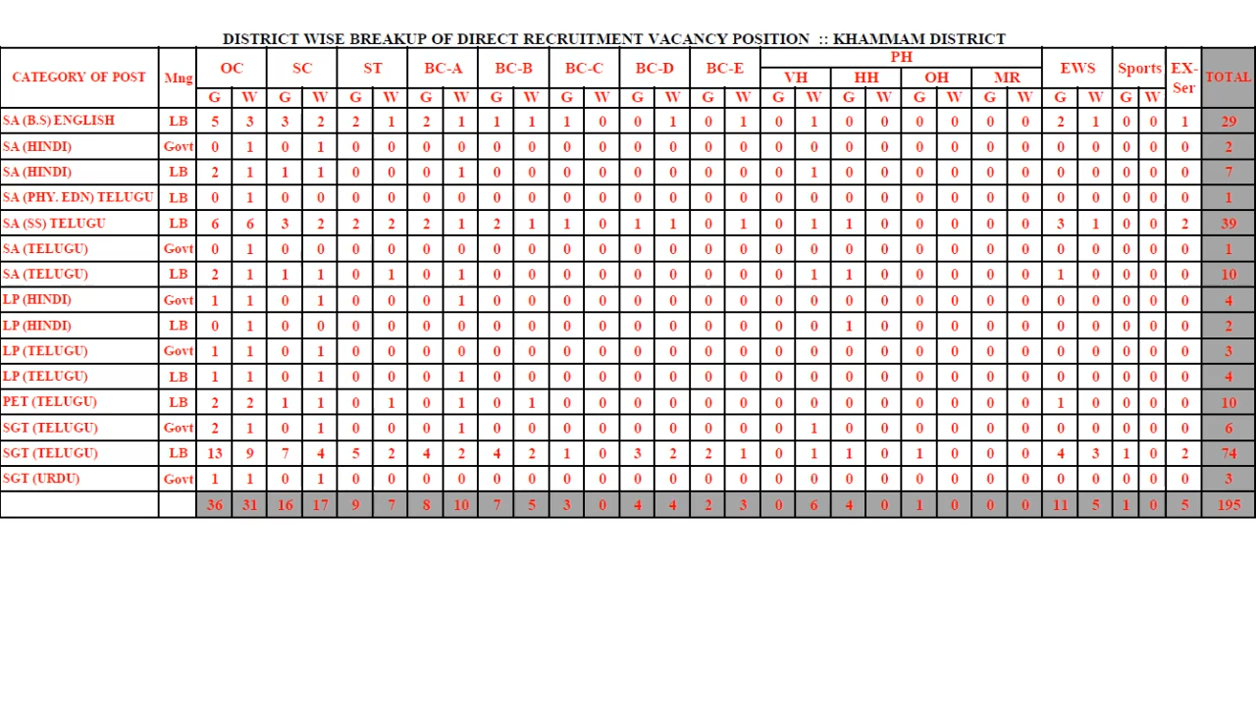 DISTRICT WISE BREAKUP OF DIRECT RECRUITMENT VACANCY POSITION :: KHAMMAM DISTRICT
CATEGORY OF POST Mng OC SC ST BC-A BC-B BC-C BC-D BC-E PH EWS Sports EX-Ser TOTAL
VH HH OH MR
G W G W G W G W G W G W G W G W G W G W G W G W G W G W
SA (B.S) ENGLISH LB 5 3 3 2 2 1 2 1 1 1 1 0 0 1 0 1 0 1 0 0 0 0 0 0 2 1 0 0 1 29
SA (HINDI) Govt 0 1 0 1 0 0 0 0 0 0 0 0 0 0 0 0 0 0 0 0 0 0 0 0 0 0 0 0 0 2
SA (HINDI) LB 2 1 1 1 0 0 0 1 0 0 0 0 0 0 0 0 0 1 0 0 0 0 0 0 0 0 0 0 0 7
SA (PHY. EDN) TELUGU LB 0 1 0 0 0 0 0 0 0 0 0 0 0 0 0 0 0 0 0 0 0 0 0 0 0 0 0 0 0 1
SA (SS) TELUGU LB 6 6 3 2 2 2 2 1 2 1 1 0 1 1 0 1 0 1 1 0 0 0 0 0 3 1 0 0 2 39
SA (TELUGU) Govt 0 1 0 0 0 0 0 0 0 0 0 0 0 0 0 0 0 0 0 0 0 0 0 0 0 0 0 0 0 1
SA (TELUGU) LB 2 1 1 1 0 1 0 1 0 0 0 0 0 0 0 0 0 1 1 0 0 0 0 0 1 0 0 0 0 10
LP (HINDI) Govt 1 1 0 1 0 0 0 1 0 0 0 0 0 0 0 0 0 0 0 0 0 0 0 0 0 0 0 0 0 4
LP (HINDI) LB 0 1 0 0 0 0 0 0 0 0 0 0 0 0 0 0 0 0 1 0 0 0 0 0 0 0 0 0 0 2
LP (TELUGU) Govt 1 1 0 1 0 0 0 0 0 0 0 0 0 0 0 0 0 0 0 0 0 0 0 0 0 0 0 0 0 3
LP (TELUGU) LB 1 1 0 1 0 0 0 1 0 0 0 0 0 0 0 0 0 0 0 0 0 0 0 0 0 0 0 0 0 4
PET (TELUGU) LB 2 2 1 1 0 1 0 1 0 1 0 0 0 0 0 0 0 0 0 0 0 0 0 0 1 0 0 0 0 10
SGT (TELUGU) Govt 2 1 0 1 0 0 0 1 0 0 0 0 0 0 0 0 0 1 0 0 0 0 0 0 0 0 0 0 0 6
SGT (TELUGU) LB 13 9 7 4 5 2 4 2 4 2 1 0 3 2 2 1 0 1 1 0 1 0 0 0 4 3 1 0 2 74
SGT (URDU) Govt 1 1 0 1 0 0 0 0 0 0 0 0 0 0 0 0 0 0 0 0 0 0 0 0 0 0 0 0 0 3
36 31 16 17 9 7 8 10 7 5 3 0 4 4 2 3 0 6 4 0 1 0 0 0 11 5 1 0 5 195